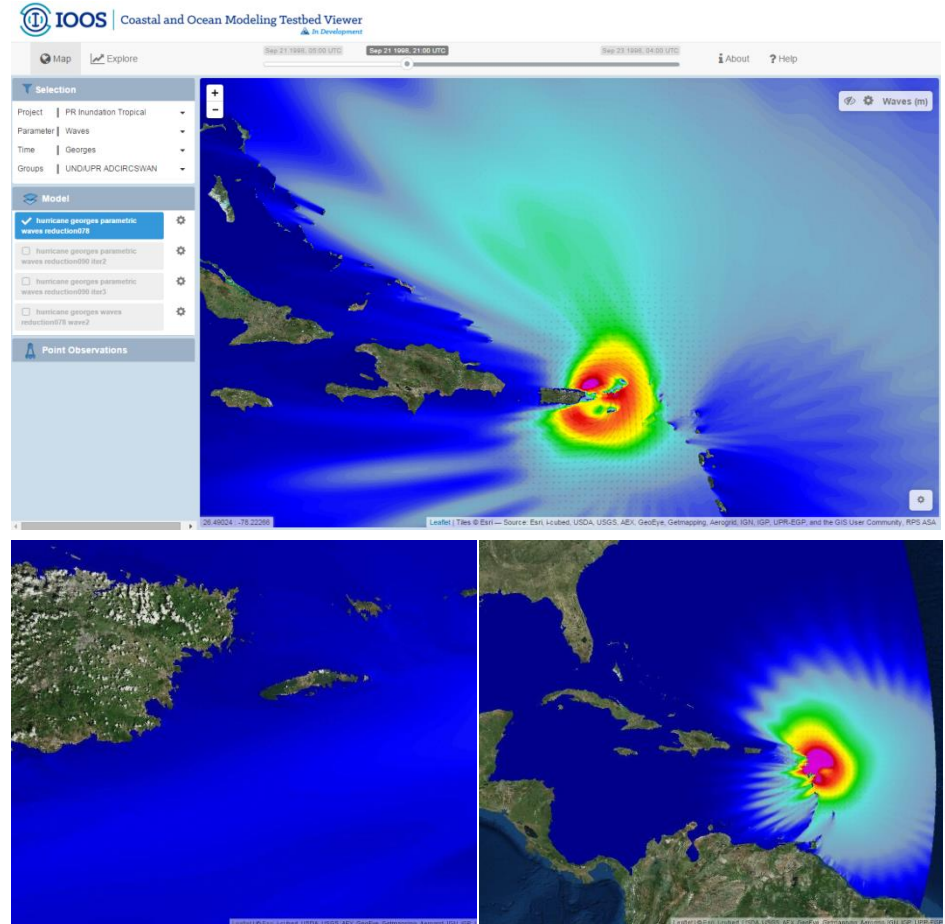 IOOS
Coastal and Ocean Modeling Testbed Viewer
In Development
Map
Explore
Sep 21 1998, 05:00 UTC
Sep 21 1998, 21:00 UTC
Sep 23 1998, 04:00 UTC
About
? Help
Selection
Project | PR Inundation Tropical
Parameter | Waves
Time | Georges
Groups | UND/UPR ADCIRCSWAN
Model
hurricane georges parametric
waves reduction078
hurricane georges parametric
waves reduction090 iter2
hurricane georges parametric
waves reduction090 iter3
hurricane georges waves
reduction078 wave2
Point Observations
+
-
Waves (m)
26.49024 : -78.22266
Leaflet | Tiles © Esri — Source: Esri, i-cubed, USDA, USGS, AEX, GeoEye, Getmapping, Aerogrid, IGN, IGP, UPR-EGP, and the GIS User Community, RPS ASA